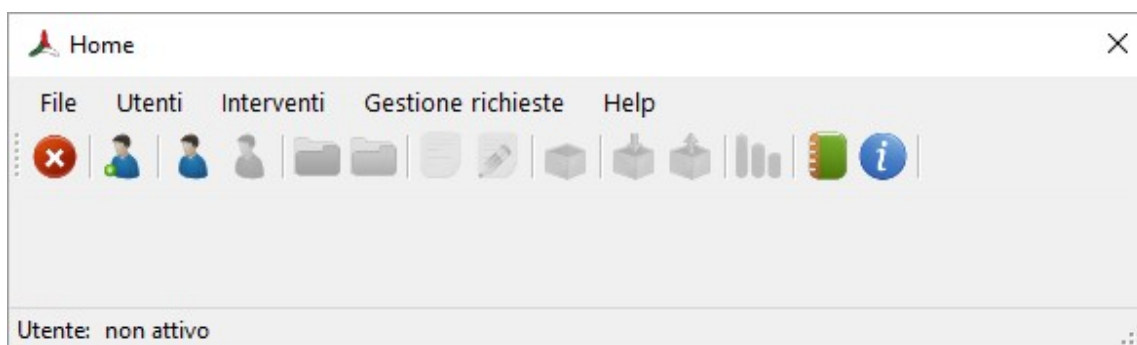 Home
File Utenti Interventi Gestione richieste Help
Utente: non attivo